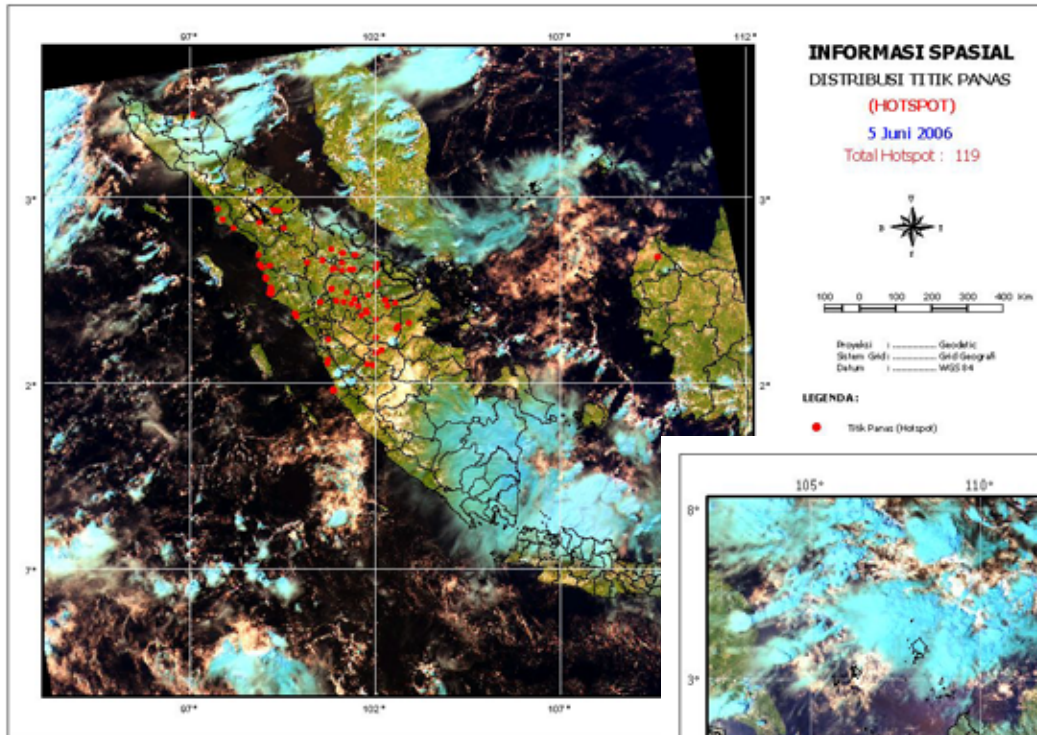 INFORMASI SPASIAL
DISTRIBUSI TITIK PANAS
(HOTSPOT)
5 Juni 2006
Total Hotspot : 119
97° 102° 107° 112°
3°
3°
2°
2°
7°
7°
97° 102° 107°
U
B T
100 0 100 200 300 400 Km
Proyeksi : .............. Geodetic
Sistem Grid : .............. Grid Geografi
Datum : .............. WGS 84
LEGENDA :
Titik Panas (Hotspot)
105° 110°
8°
3°